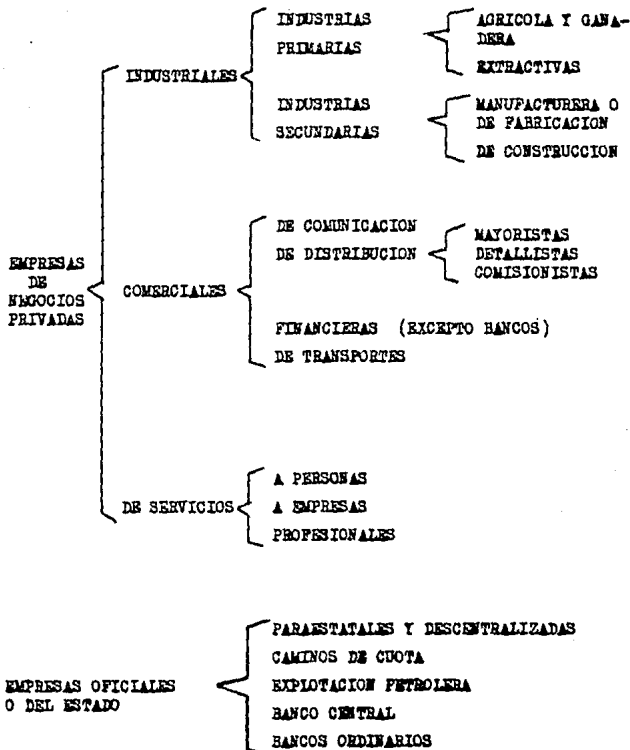 INDUSTRIAS
PRIMARIAS
AGRICOLA Y GANA-
DERA
EXTRACTIVAS
INDUSTRIALES
INDUSTRIAS
SECUNDARIAS
MANUFACTURERA O
DE FABRICACION
DE CONSTRUCCION
EMPRESAS
DE
NEGOCIOS
PRIVADAS
COMERCIALES
DE COMUNICACION
DE DISTRIBUCION
MAYORISTAS
DETALLISTAS
COMISIONISTAS
FINANCIERAS (EXCEPTO BANCOS)
DE TRANSPORTES
DE SERVICIOS
A PERSONAS
A EMPRESAS
PROFESIONALES
EMPRESAS OFICIALES
O DEL ESTADO
PARAESTATALES Y DESCENTRALIZADAS
CAMINOS DE CUOTA
EXPLOTACION PETROLERA
BANCO CENTRAL
BANCOS ORDINARIOS